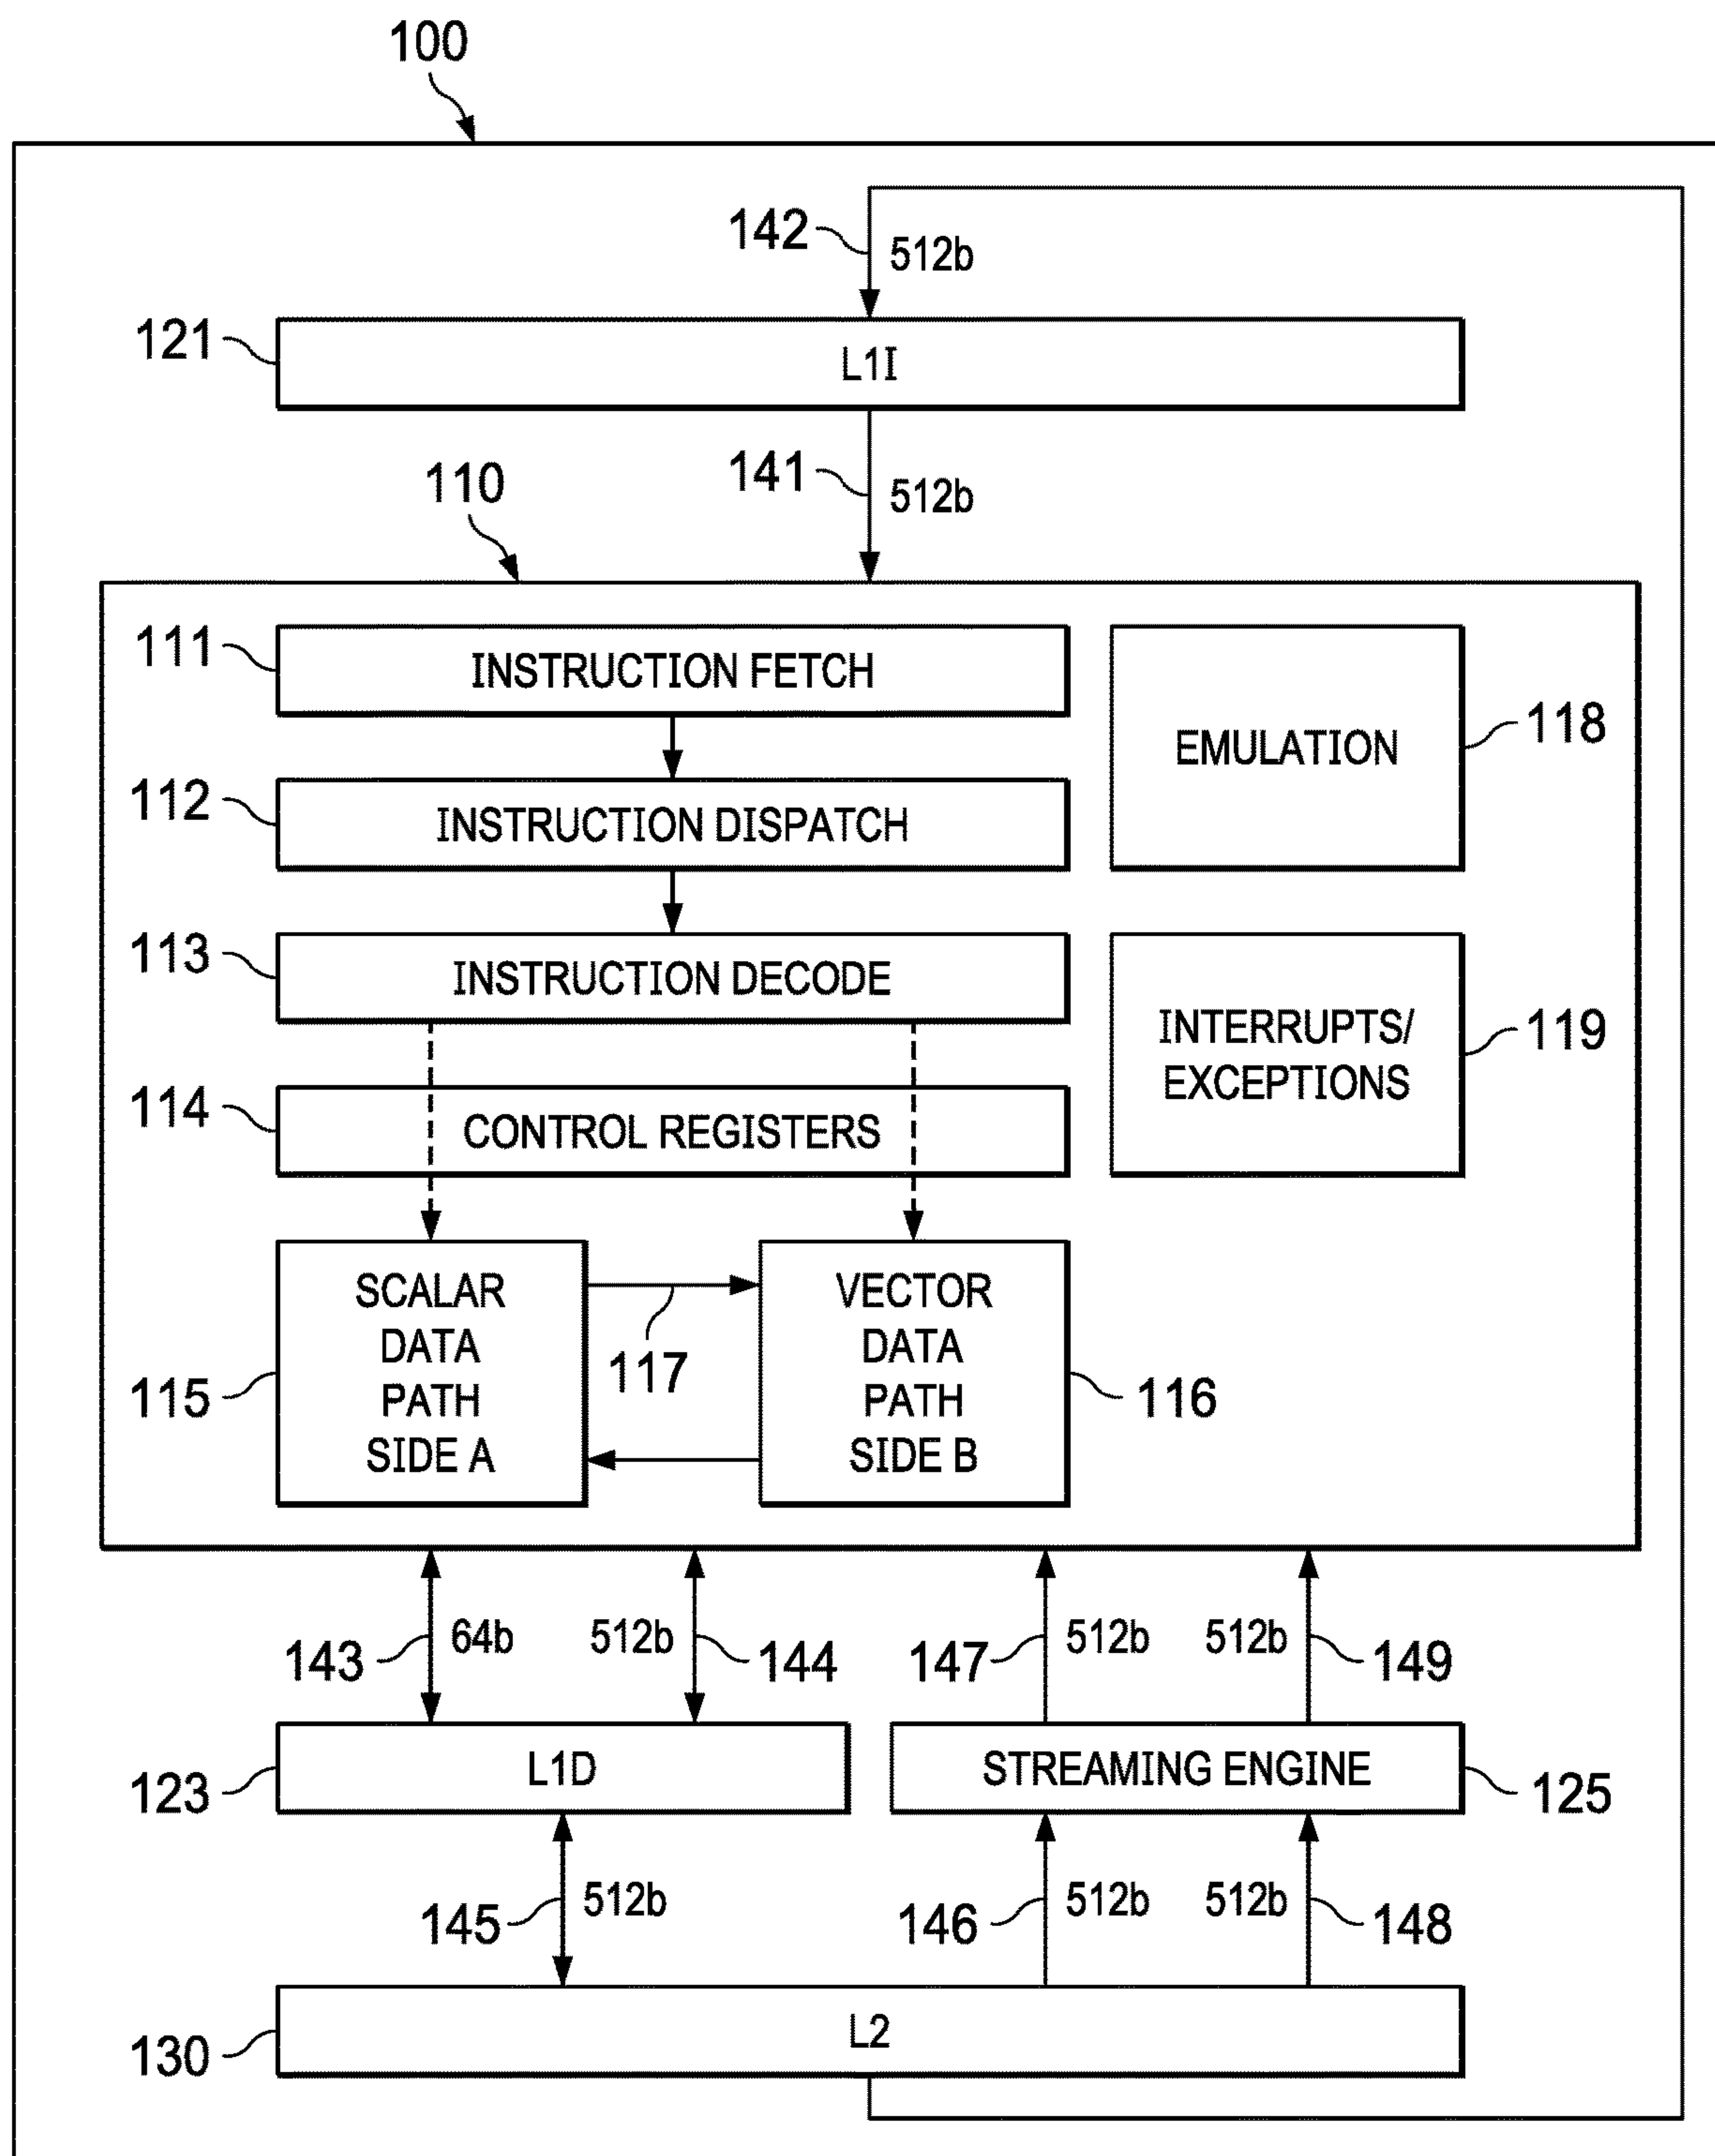 100
142
512b
121
L1I
141
512b
110
111
INSTRUCTION FETCH
118
EMULATION
112
INSTRUCTION DISPATCH
113
INSTRUCTION DECODE
INTERRUPTS/
EXCEPTIONS
119
114
CONTROL REGISTERS
SCALAR
DATA
PATH
SIDE A
115
117
VECTOR
DATA
PATH
SIDE B
116
143
64b
512b
144
147
512b
512b
149
123
L1D
STREAMING ENGINE
125
145
512b
146
512b
512b
148
130
L2